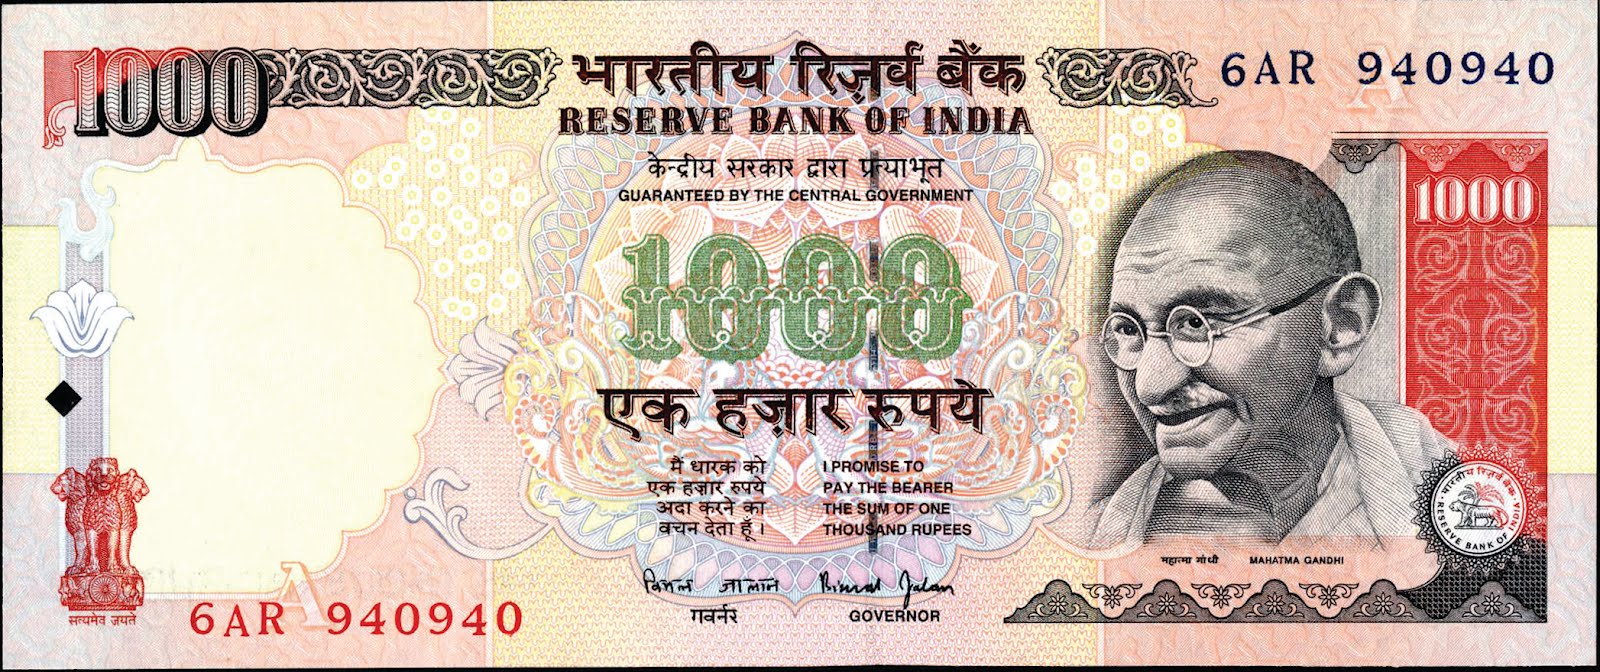 1000
भारतीय रिज़र्व बैंक
6AR 940940
RESERVE BANK OF INDIA
केन्द्रीय सरकार द्वारा प्रत्याभूत
GUARANTEED BY THE CENTRAL GOVERNMENT
1000
1000
एक हज़ार रुपये
मैं धारक को
एक हज़ार रुपये
अदा करने का
वचन देता हूँ।
I PROMISE TO
PAY THE BEARER
THE SUM OF ONE
THOUSAND RUPEES
विमल जालान
Bimal Jalan
गवर्नर
GOVERNOR
भारतीय रिज़र्व बैंक
RESERVE BANK OF INDIA
महात्मा गांधी
MAHATMA GANDHI
सत्यमेव जयते
A
6AR 940940
A